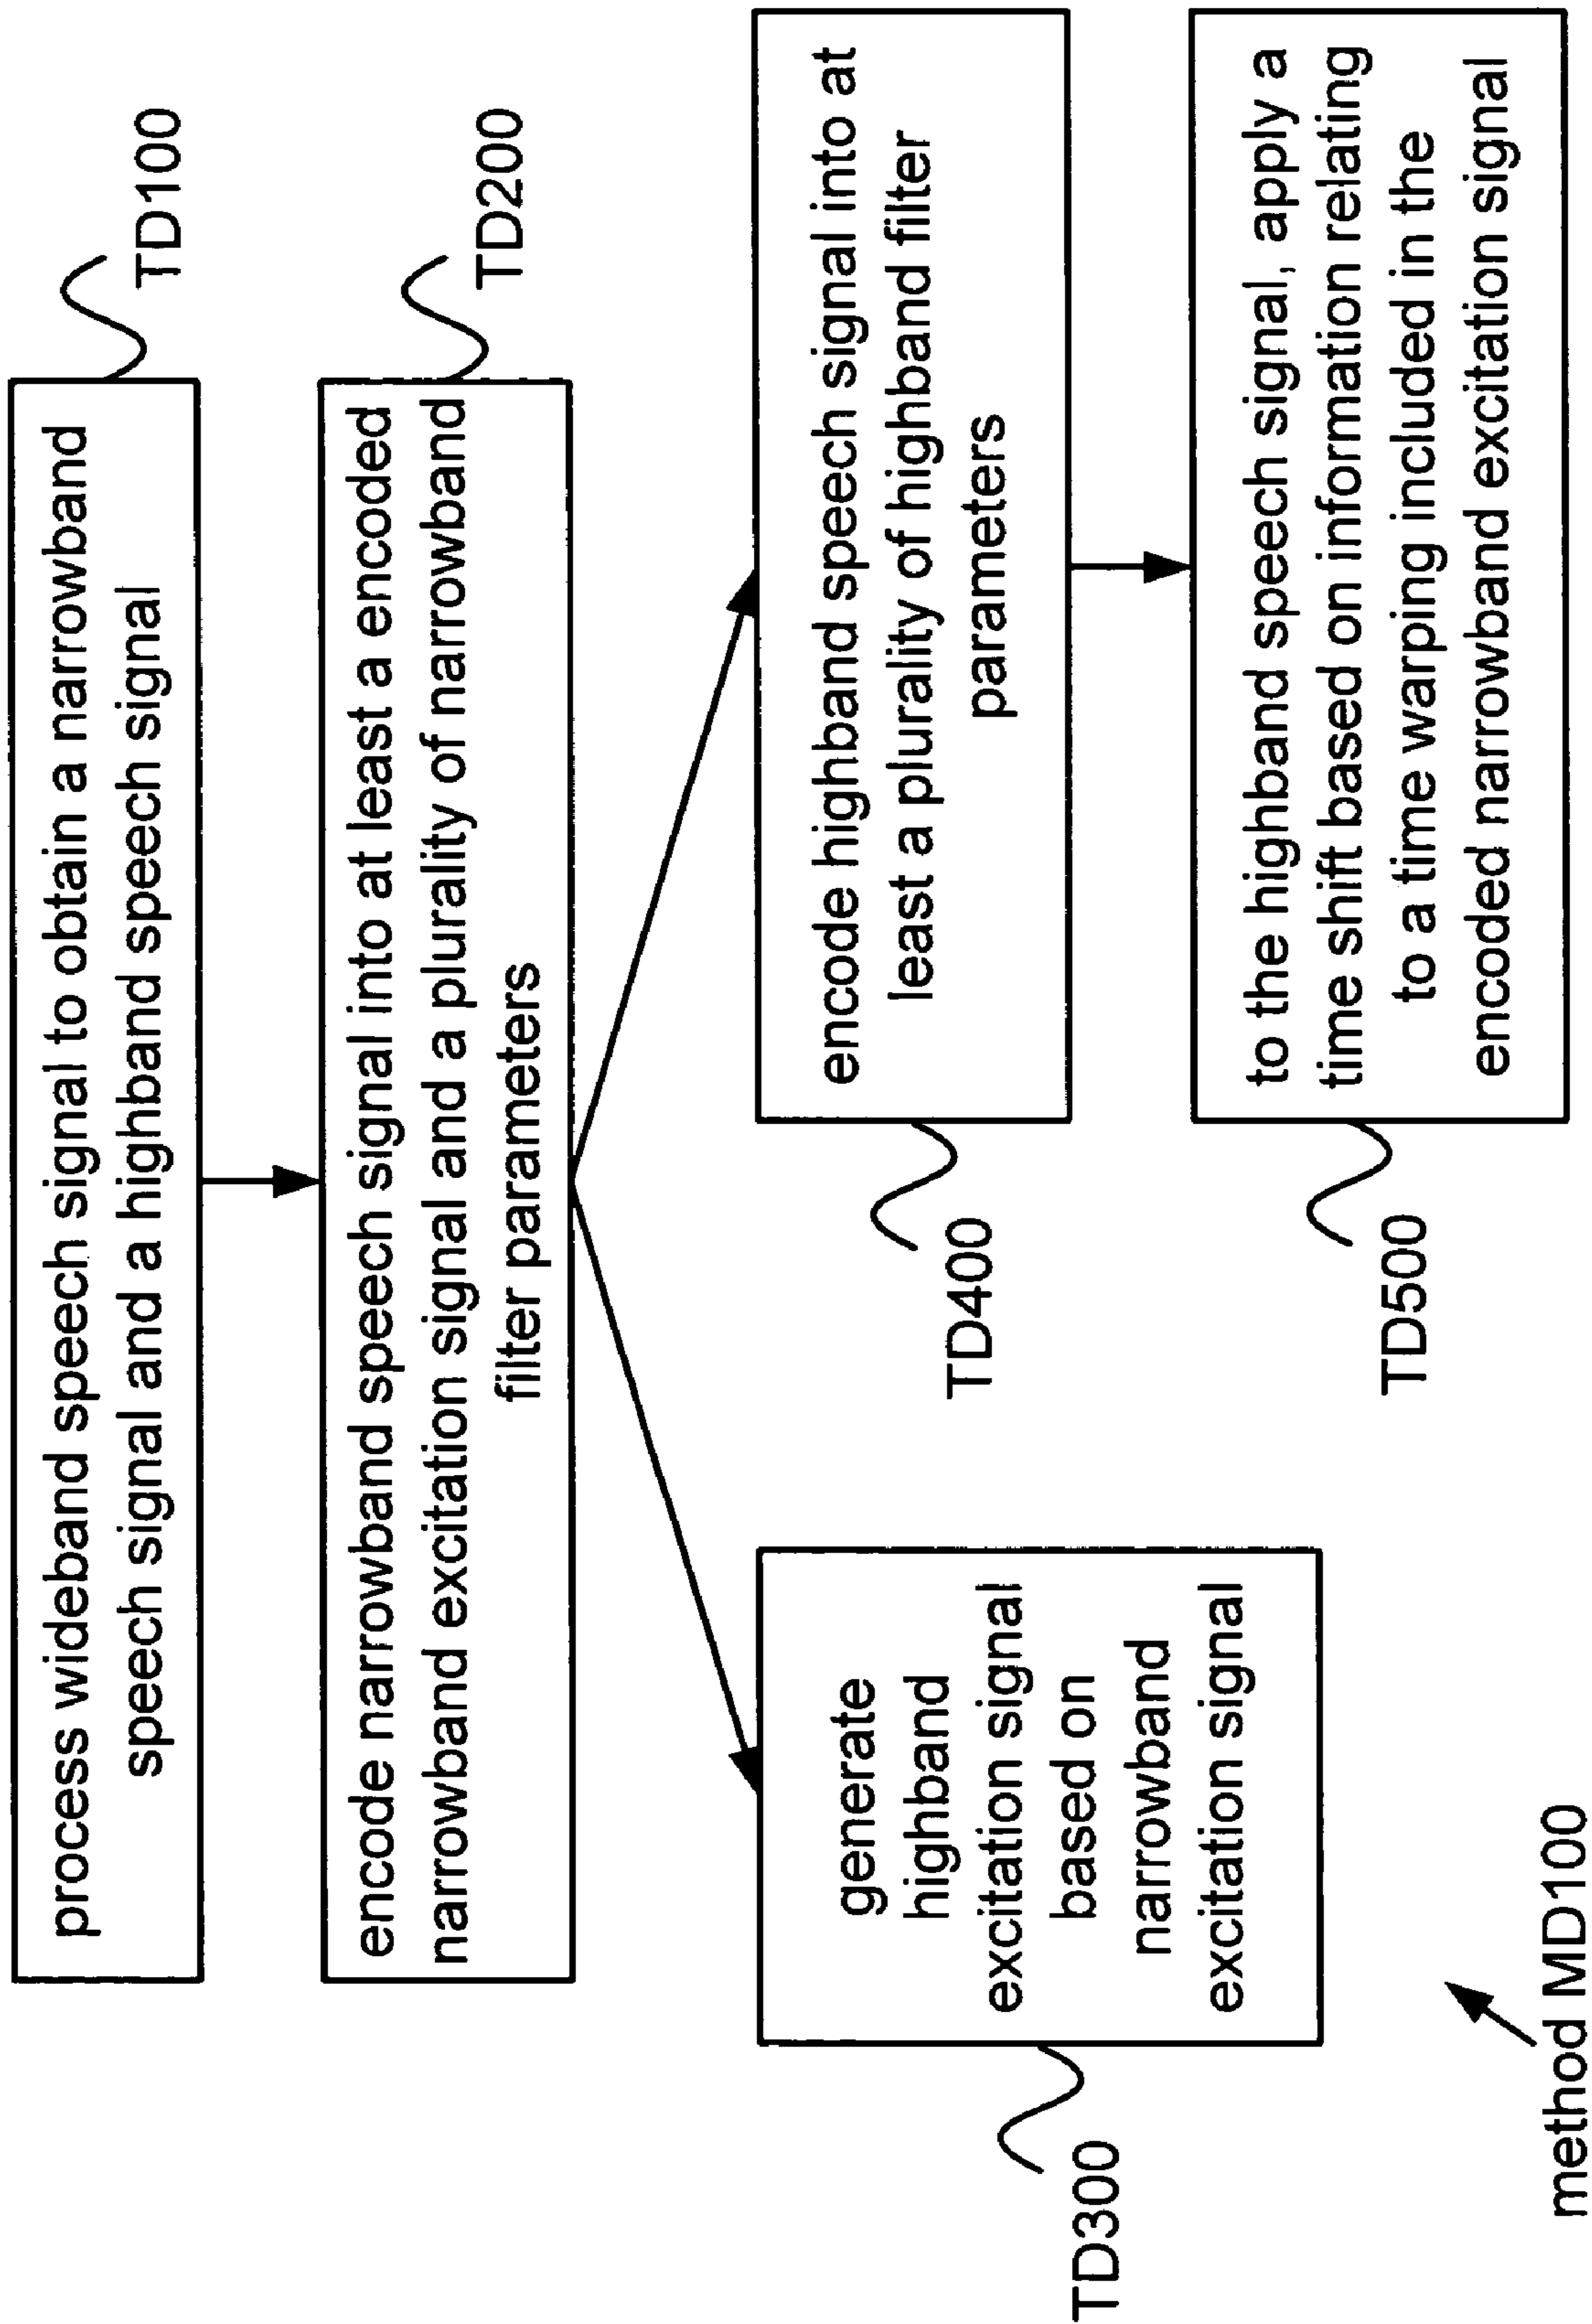 process wideband speech signal to obtain a narrowband
speech signal and a highband speech signal
TD100
encode narrowband speech signal into at least a encoded
narrowband excitation signal and a plurality of narrowband
filter parameters
TD200
generate
highband
excitation signal
based on
narrowband
excitation signal
TD300
encode highband speech signal into at
least a plurality of highband filter
parameters
TD400
to the highband speech signal, apply a
time shift based on information relating
to a time warping included in the
encoded narrowband excitation signal
TD500
method MD100